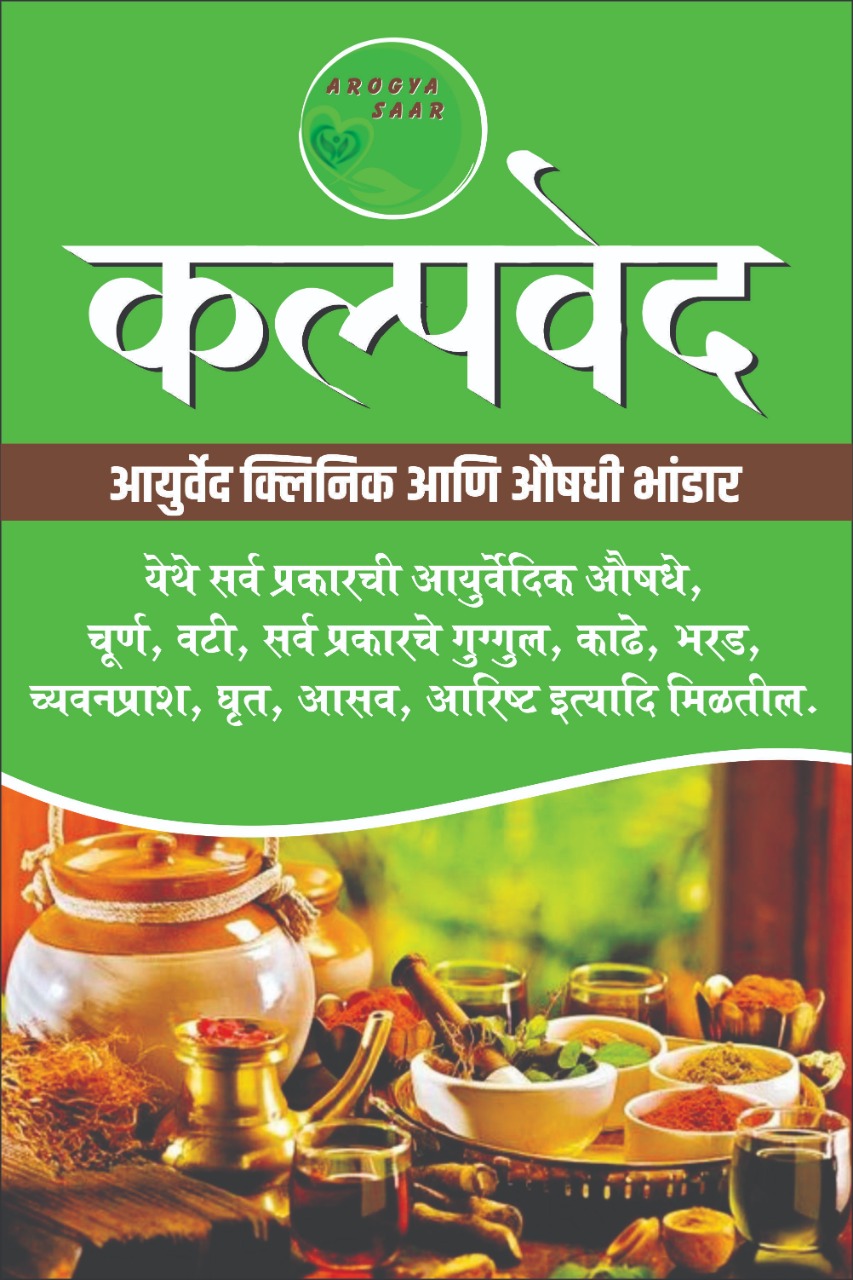 AROGYA
SAAR
कल्पवेद
आयुर्वेद क्लिनिक आणि औषधी भांडार
येथे सर्व प्रकारची आयुर्वेदिक औषधे,
चूर्ण, वटी, सर्व प्रकारचे गुग्गुल, काढे, भरड,
च्यवनप्राश, घृत, आसव, आरिष्ट इत्यादि मिळतील.